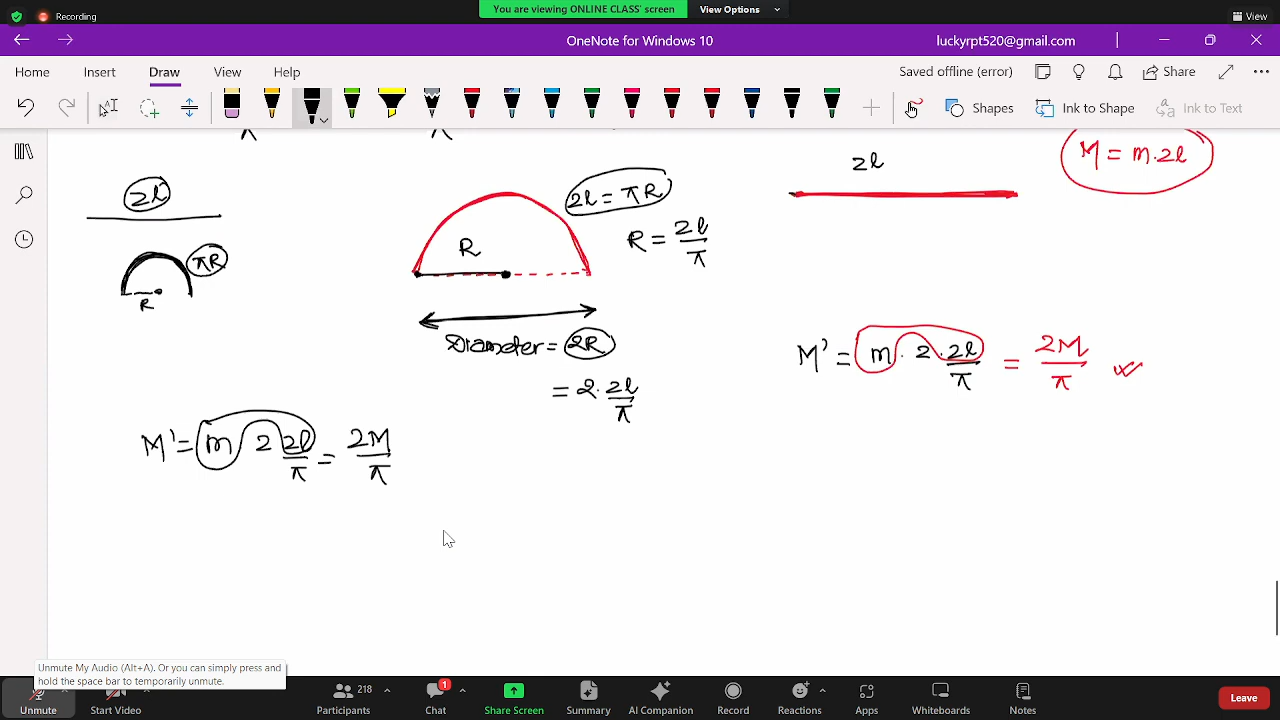 Recording
You are viewing ONLINE CLASS' screen
View Options
View
OneNote for Windows 10
luckyrpt520@gmail.com
Home
Insert
Draw
View
Help
Saved offline (error)
Share
Shapes
Ink to Shape
Ink to Text
π
π
2l
M = m.2l
2l
2l = πR
R = 2l/π
πR
R
R
Diameter = 2R
= 2. 2l/π
M' = m. 2. 2l/π = 2M/π
M' = m 2 2l/π = 2M/π
Unmute My Audio (Alt+A). Or you can simply press and
hold the space bar to temporarily unmute.
Unmute
Start Video
218
Participants
1
Chat
Share Screen
Summary
AI Companion
Record
Reactions
Apps
Whiteboards
Notes
Leave